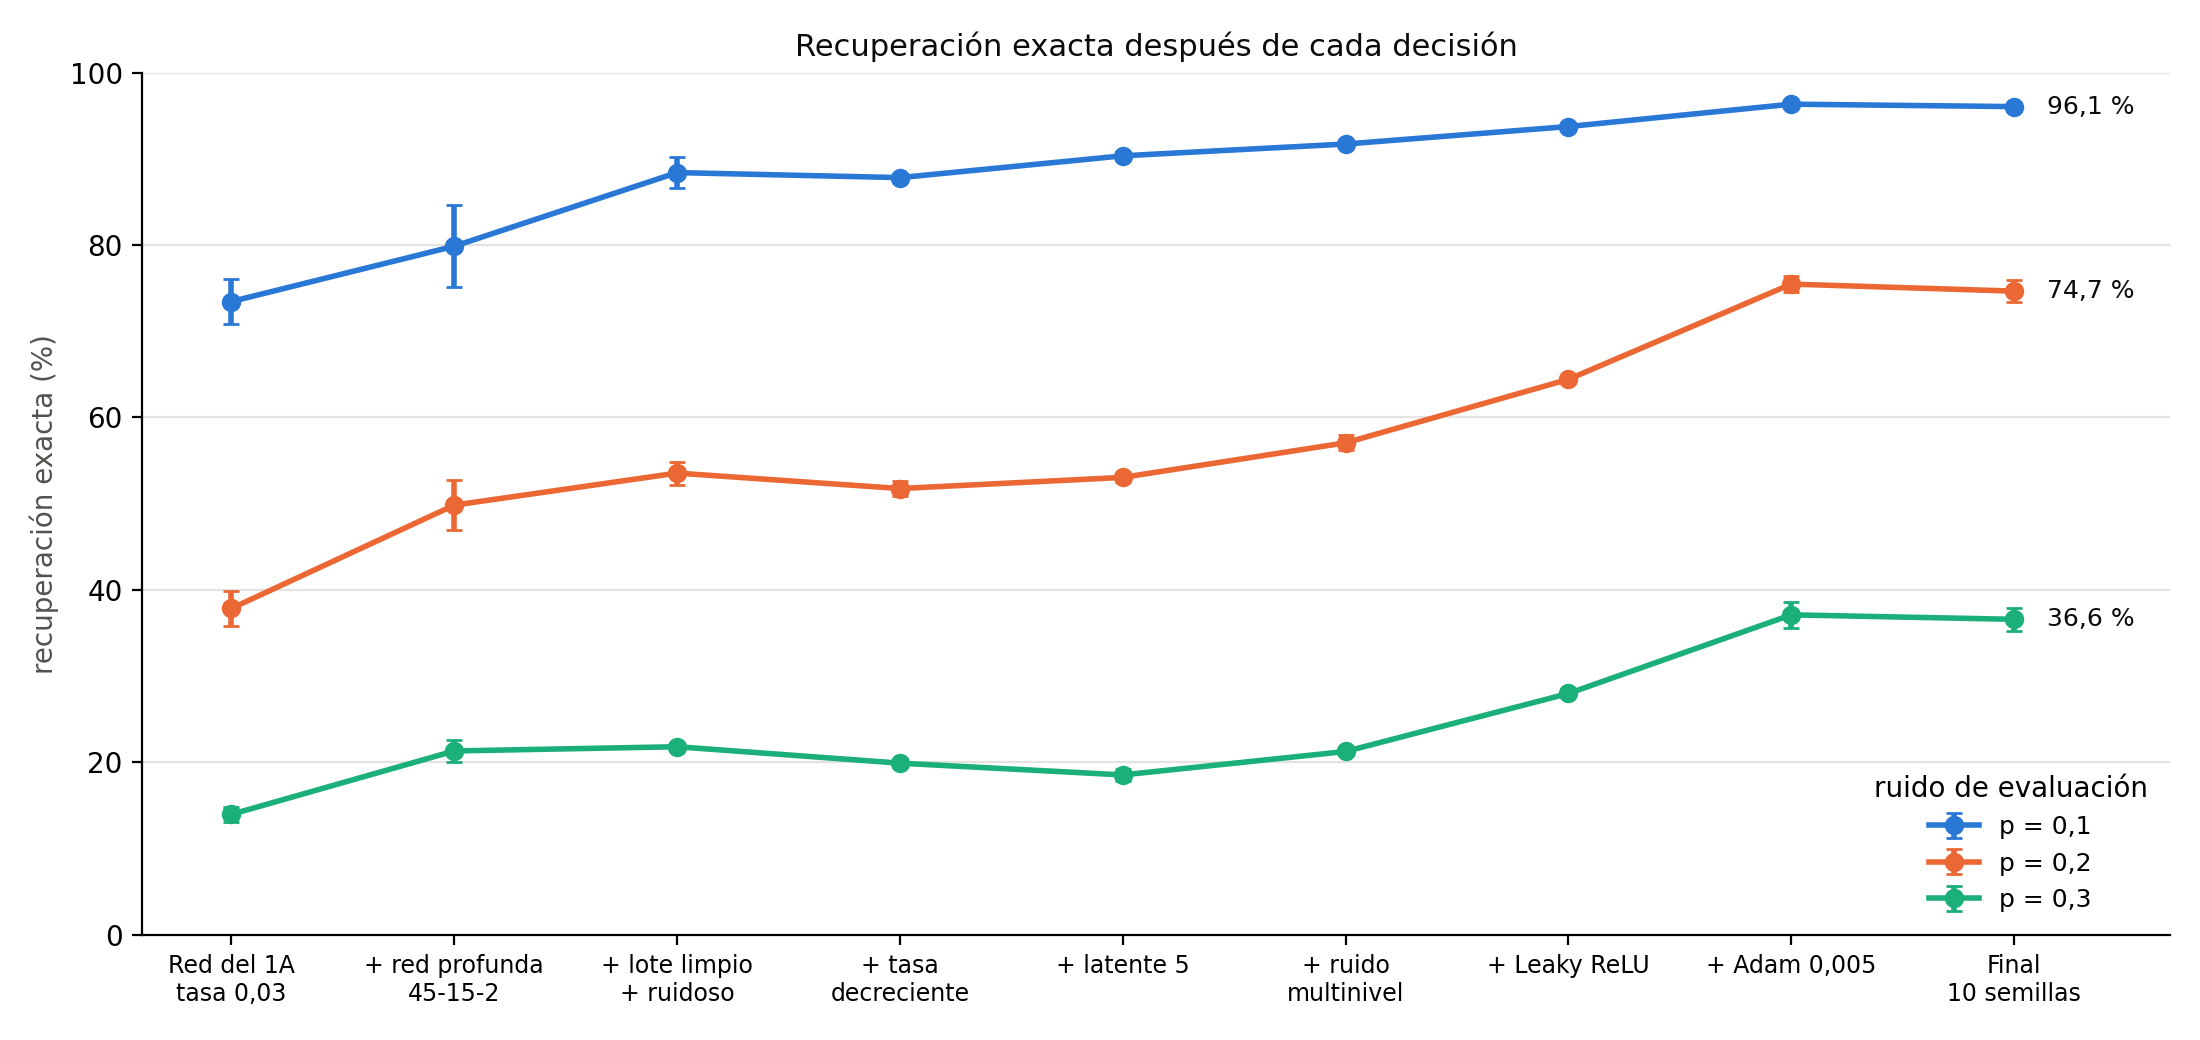 Recuperación exacta después de cada decisión
recuperación exacta (%)
100
80
60
40
20
0
96,1 %
74,7 %
36,6 %
ruido de evaluación
p = 0,1
p = 0,2
p = 0,3
Red del 1A
tasa 0,03
+ red profunda
45-15-2
+ lote limpio
+ ruidoso
+ tasa
decreciente
+ latente 5
+ ruido
multinivel
+ Leaky ReLU
+ Adam 0,005
Final
10 semillas